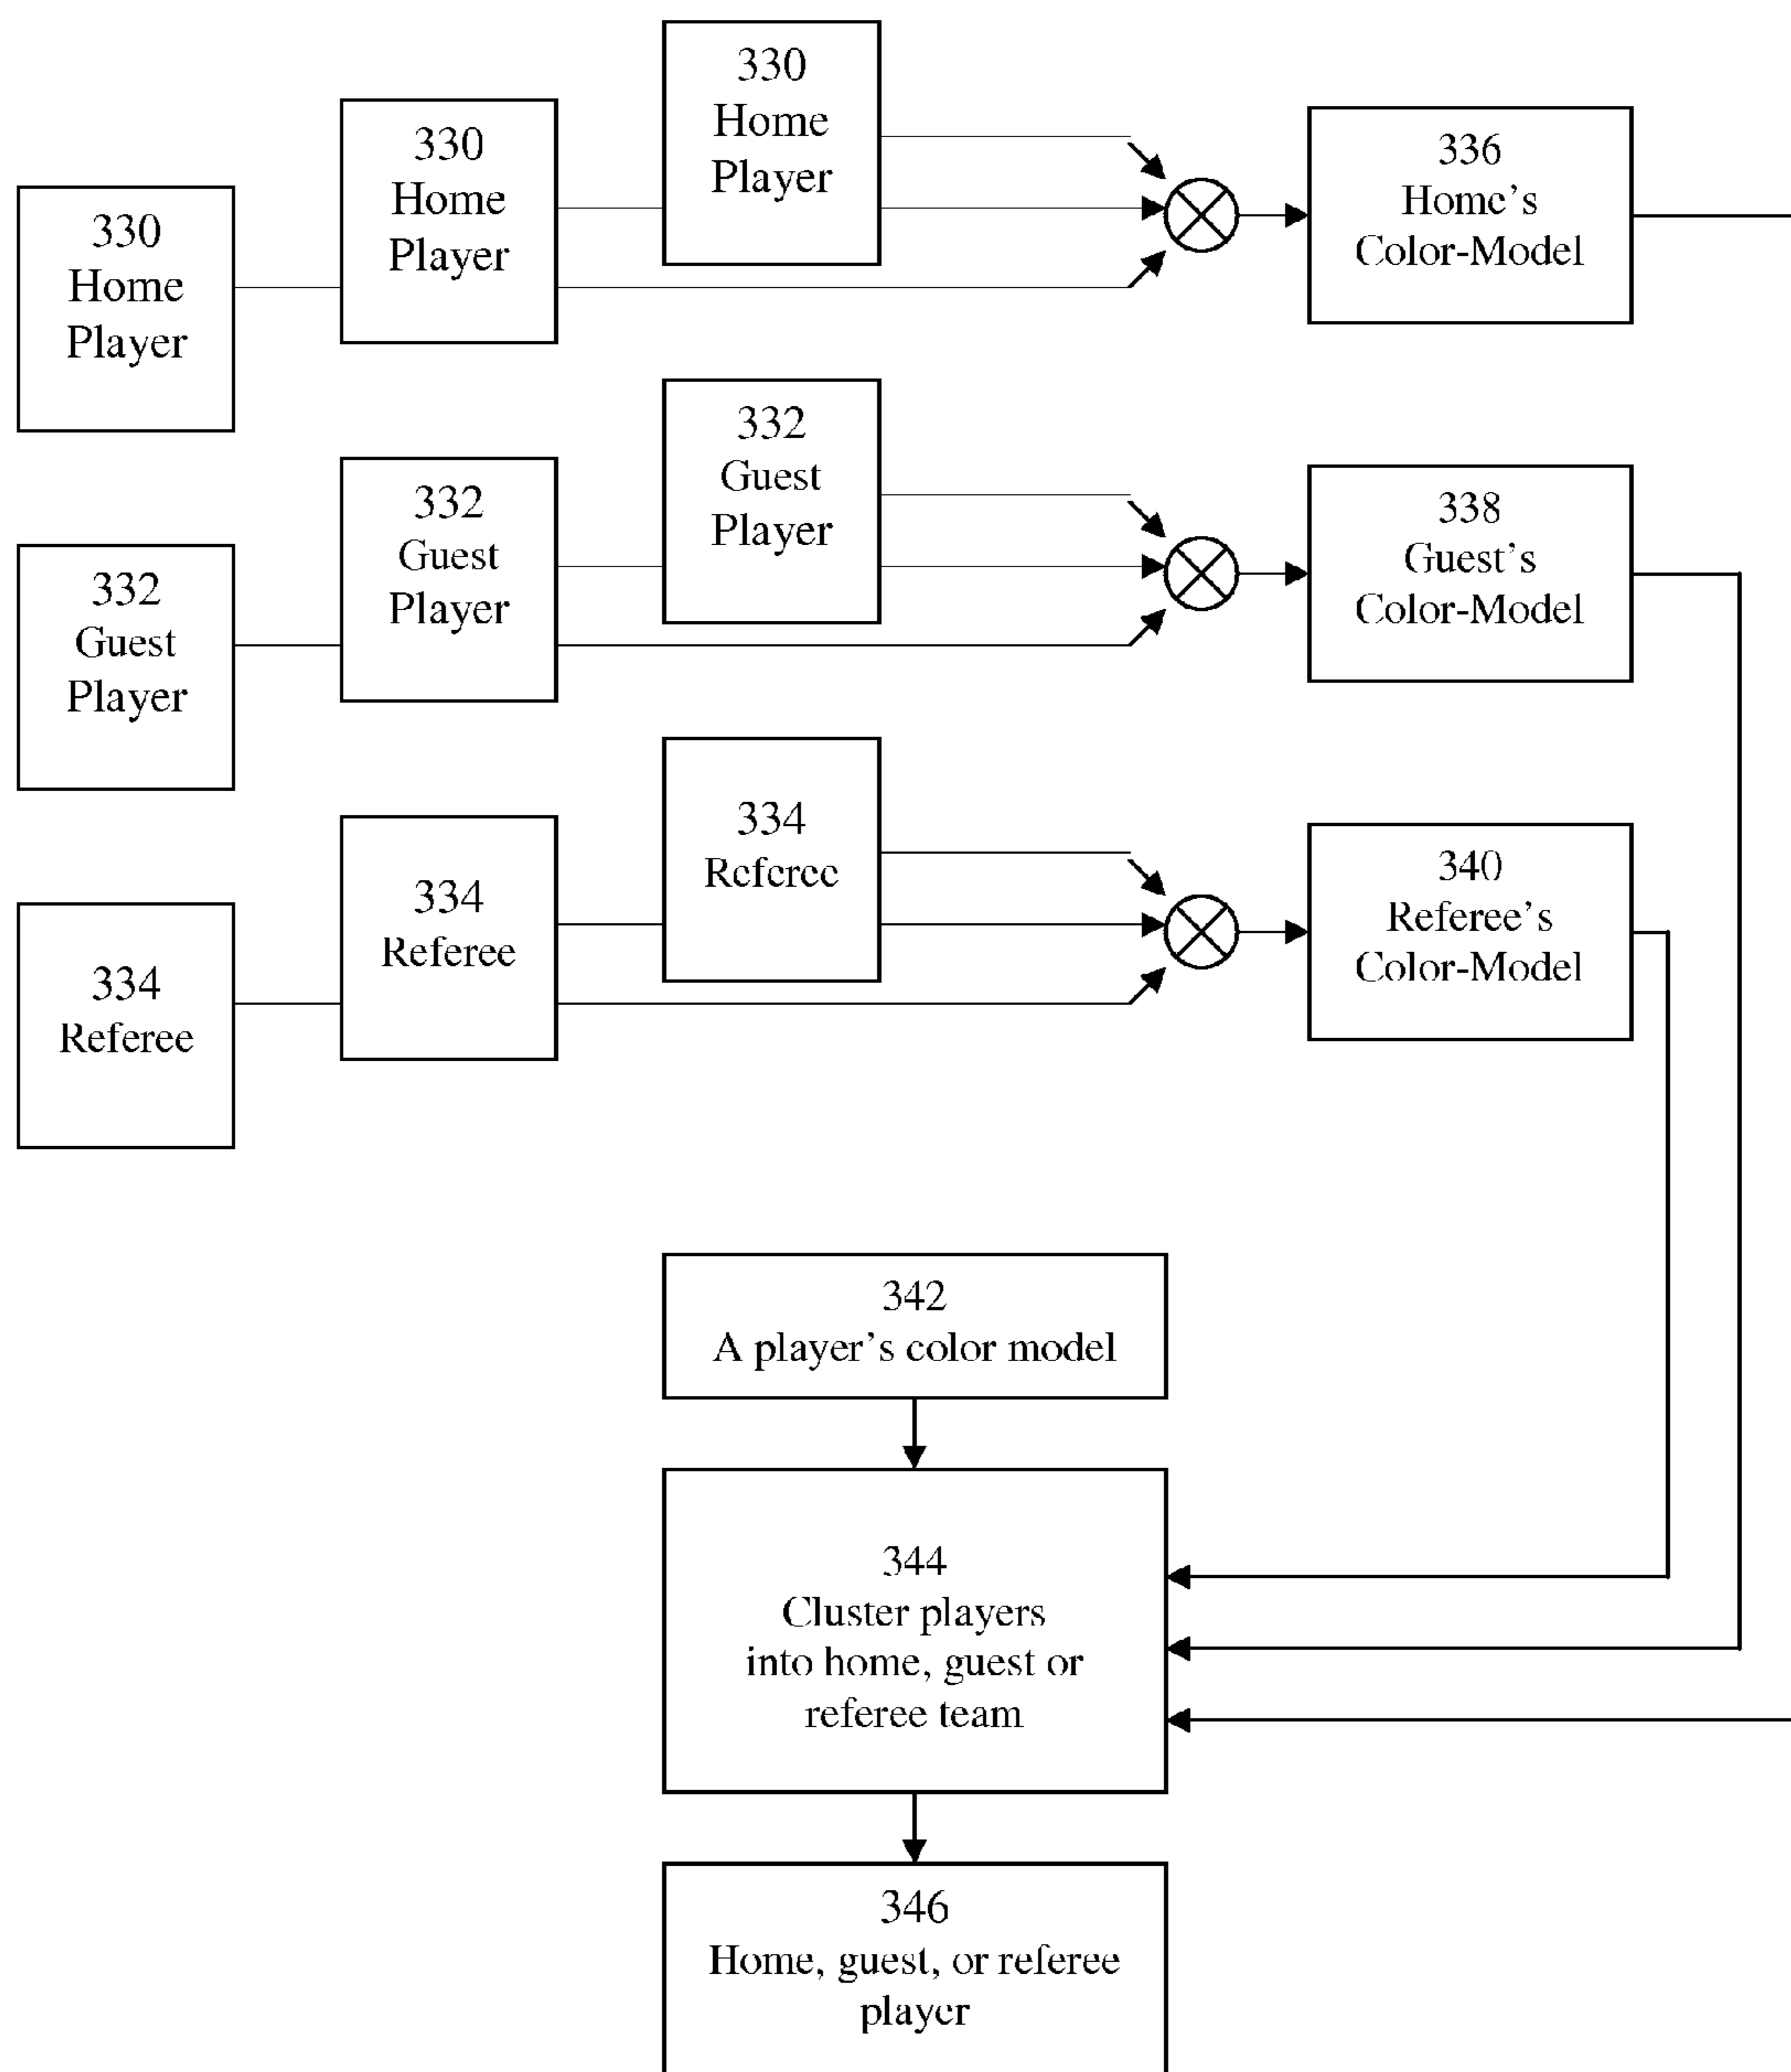 330
Home
Player
330
Home
Player
330
Home
Player
336
Home's
Color-Model
332
Guest
Player
332
Guest
Player
332
Guest
Player
338
Guest's
Color-Model
334
Referee
334
Referee
334
Referee
340
Referee's
Color-Model
342
A player's color model
344
Cluster players
into home, guest or
referee team
346
Home, guest, or referee
player